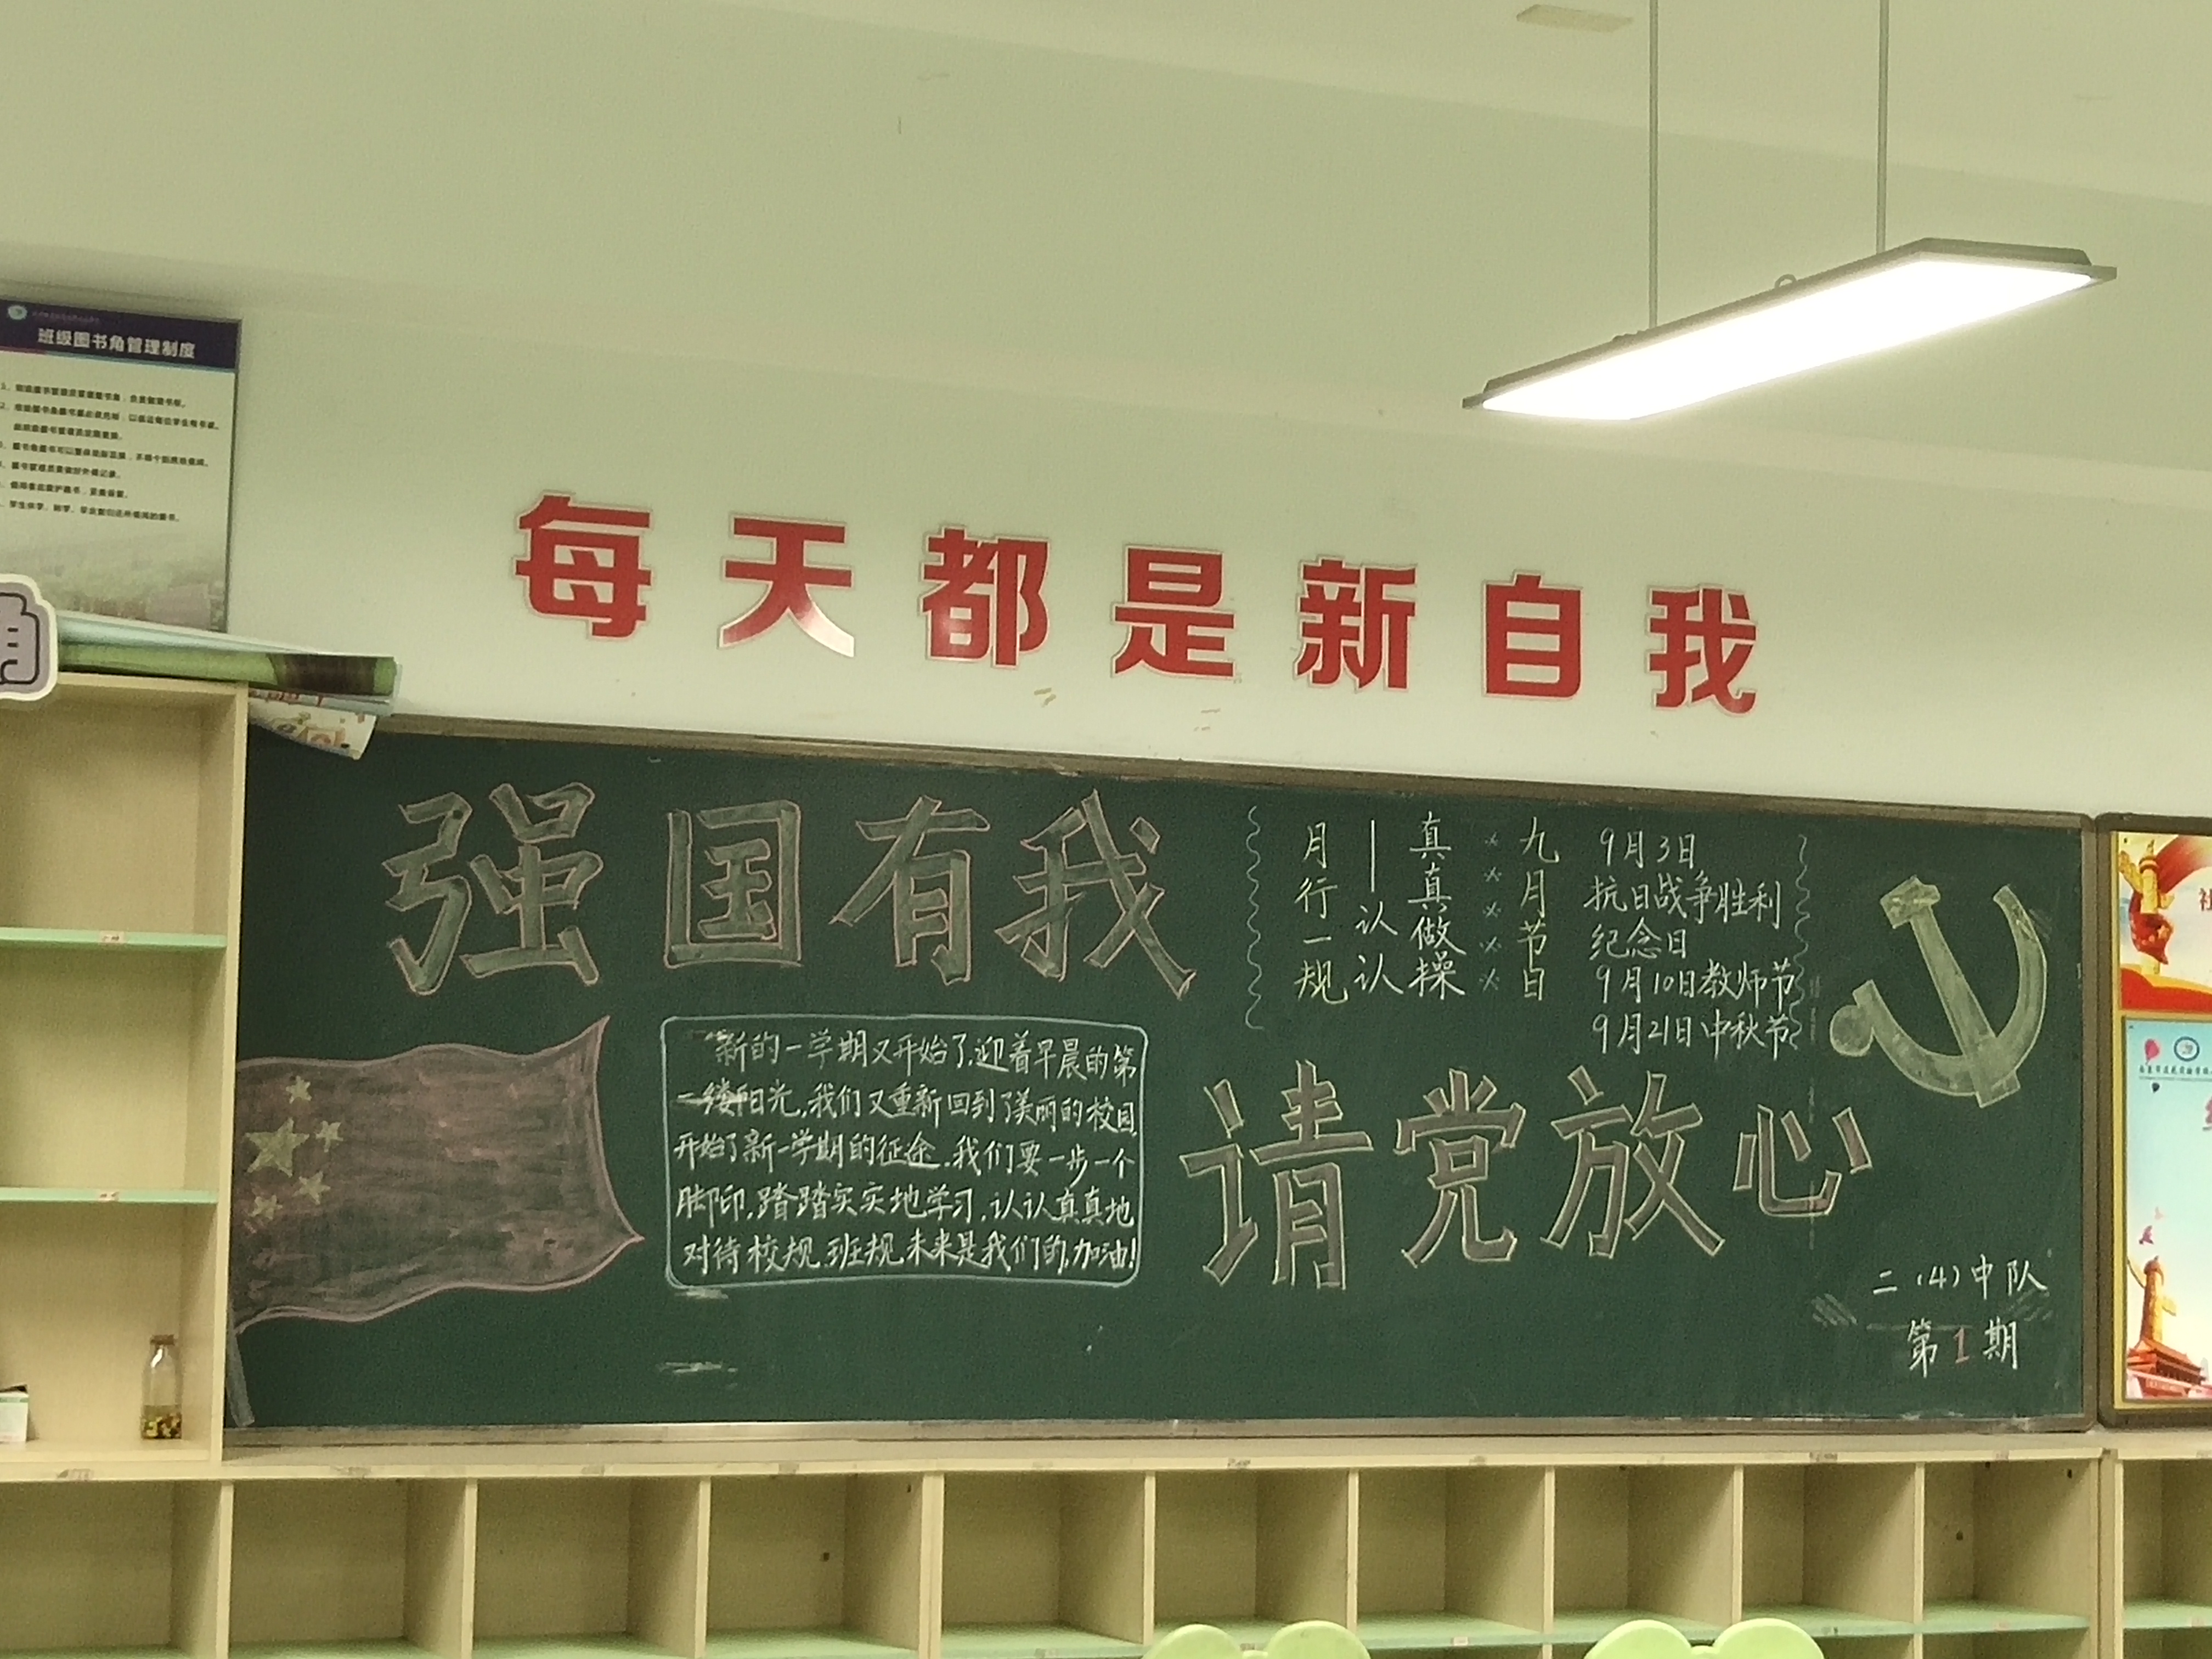 班级图书角管理制度
每天都是新自我
强国有我
月行一规
——认认
真真做操
九月节日
9月3日
抗日战争胜利
纪念日
9月10日教师节
9月21日中秋节
新的一学期又开始了,迎着早晨的第
一缕阳光,我们又重新回到了美丽的校园,
开始了新一学期的征途.我们要一步一个
脚印,踏踏实实地学习,认认真真地
对待校规、班规,未来是我们的,加油!
请党放心
二(4)中队
第1期